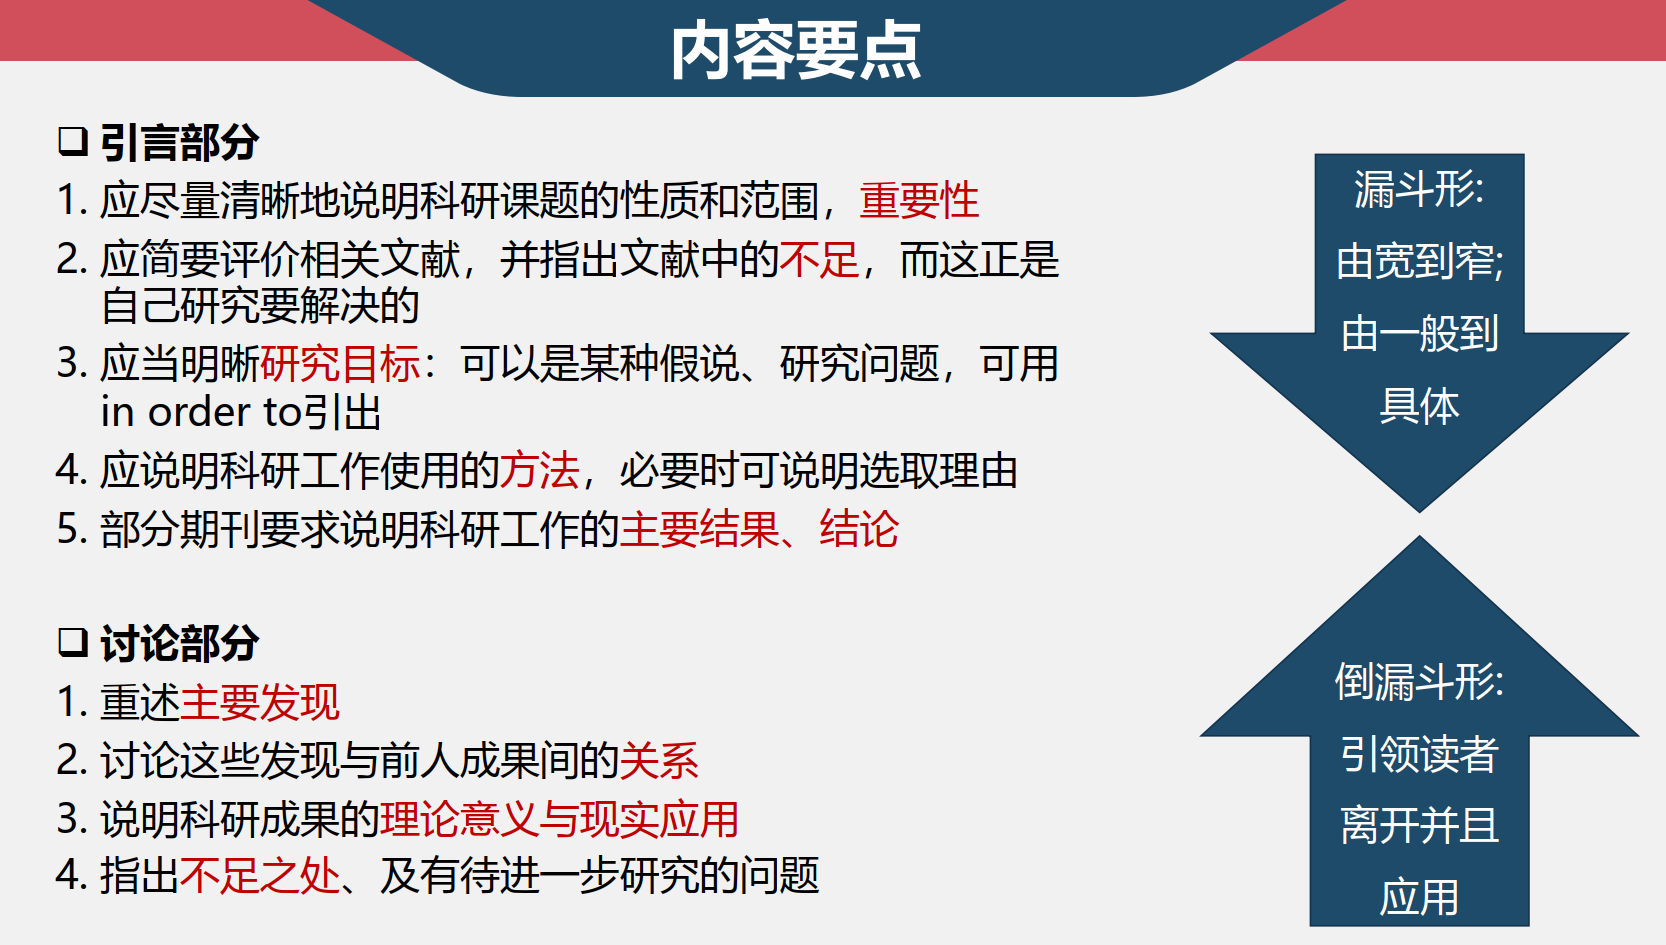 内容要点
❑ 引言部分
1. 应尽量清晰地说明科研课题的性质和范围，重要性
2. 应简要评价相关文献，并指出文献中的不足，而这正是
自己研究要解决的
3. 应当明晰研究目标：可以是某种假说、研究问题，可用
in order to引出
4. 应说明科研工作使用的方法，必要时可说明选取理由
5. 部分期刊要求说明科研工作的主要结果、结论
❑ 讨论部分
1. 重述主要发现
2. 讨论这些发现与前人成果间的关系
3. 说明科研成果的理论意义与现实应用
4. 指出不足之处、及有待进一步研究的问题
漏斗形:
由宽到窄;
由一般到
具体
倒漏斗形:
引领读者
离开并且
应用